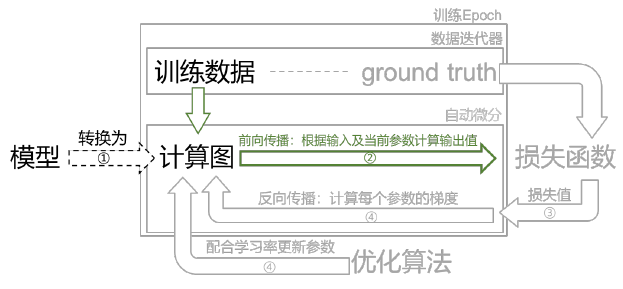 训练Epoch
数据迭代器
训练数据
ground truth
自动微分
转换为
①
模型
计算图
前向传播：根据输入及当前参数计算输出值
②
损失函数
反向传播：计算每个参数的梯度
④
损失值
③
配合学习率更新参数
④
优化算法